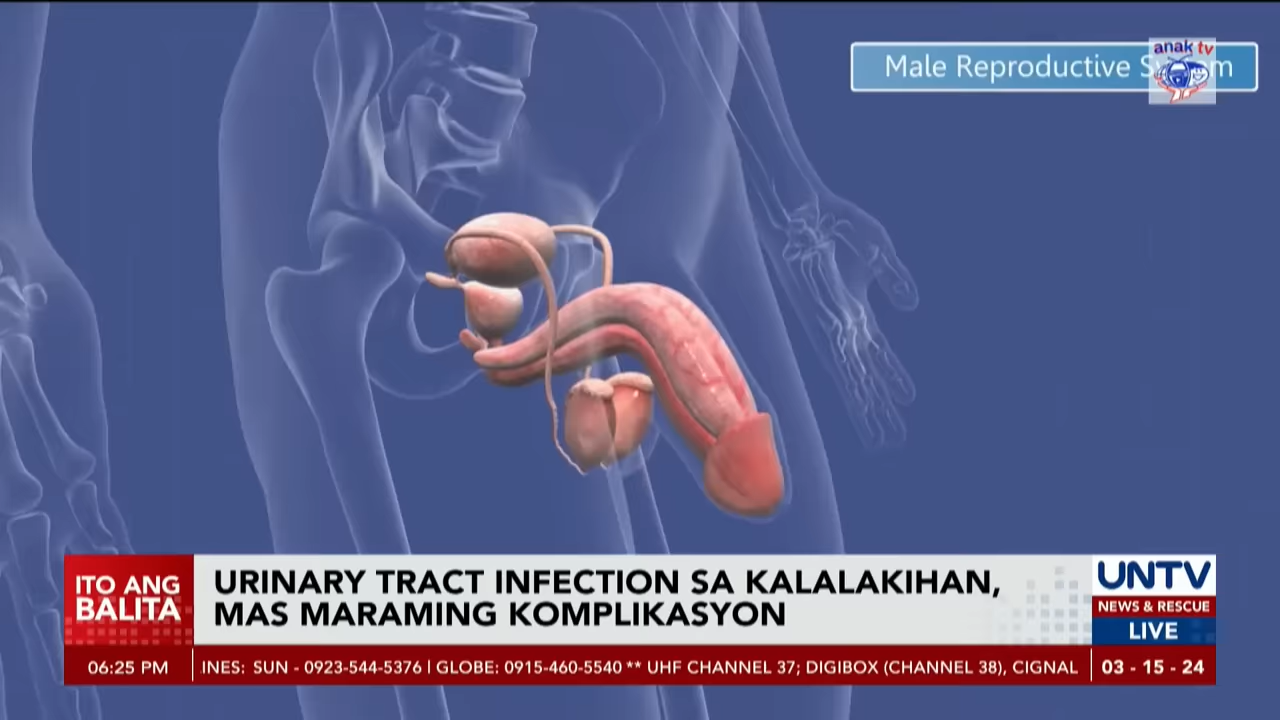 Male Reproductive
anak tv
ITO ANG
BALITA
URINARY TRACT INFECTION SA KALALAKIHAN,
MAS MARAMING KOMPLIKASYON
UNTV
NEWS & RESCUE
LIVE
06:25 PM
INES: SUN - 0923-544-5376 | GLOBE: 0915-460-5540 ** UHF CHANNEL 37; DIGIBOX (CHANNEL 38), CIGNAL
03 - 15 - 24